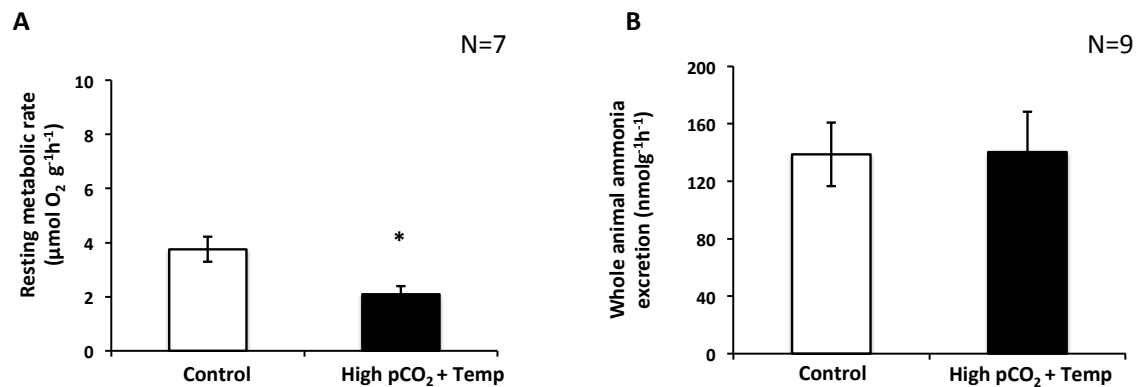 A
N=7
Resting metabolic rate
(µmol O₂ g⁻¹h⁻¹)
10
8
6
4
2
0
*
Control
High pCO₂ + Temp
B
N=9
Whole animal ammonia
excretion (nmolg⁻¹h⁻¹)
200
160
120
80
40
0
Control
High pCO₂ + Temp